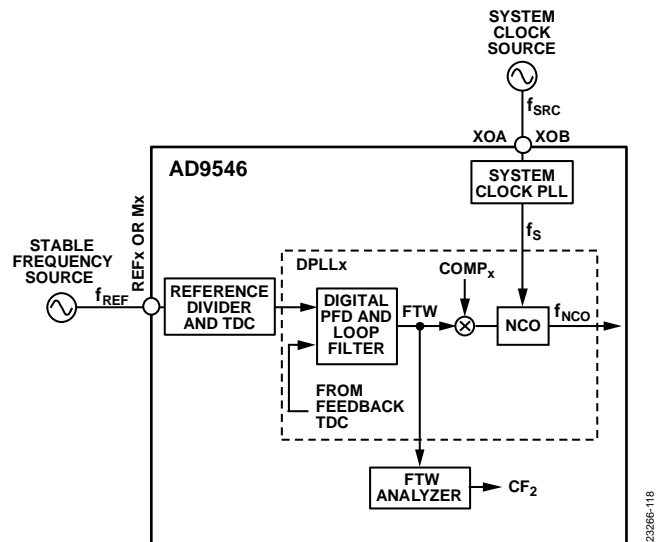 SYSTEM
CLOCK
SOURCE
fSRC
XOA
XOB
AD9546
SYSTEM
CLOCK PLL
REFx OR Mx
fS
STABLE
FREQUENCY
SOURCE
fREF
DPLLx
COMPx
REFERENCE
DIVIDER
AND TDC
DIGITAL
PFD AND
LOOP
FILTER
FTW
NCO
fNCO
FROM
FEEDBACK
TDC
FTW
ANALYZER
CF2
23266-118